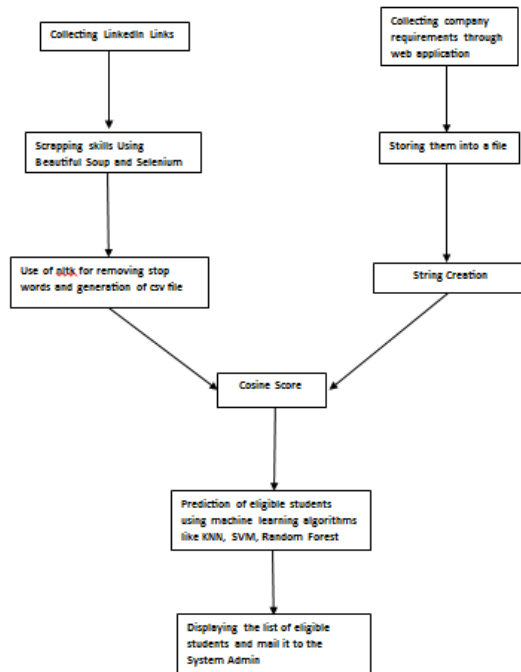 Collecting LinkedIn Links
Collecting company
requirements through
web application
Scrapping skills Using
Beautiful Soup and Selenium
Storing them into a file
Use of nltk for removing stop
words and generation of csv file
String Creation
Cosine Score
Prediction of eligible students
using machine learning algorithms
like KNN, SVM, Random Forest
Displaying the list of eligible
students and mail it to the
System Admin